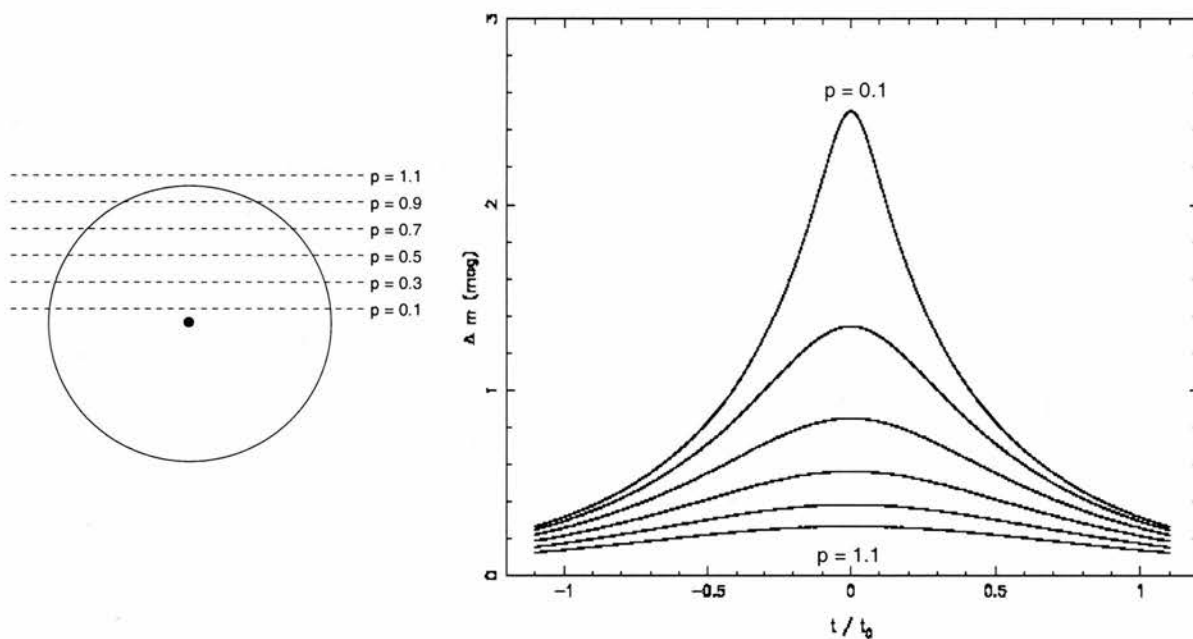 p = 1.1
p = 0.9
p = 0.7
p = 0.5
p = 0.3
p = 0.1
3
2
1
0
Δ m (mag)
p = 0.1
p = 1.1
-1
-0.5
0
0.5
1
t / t₀